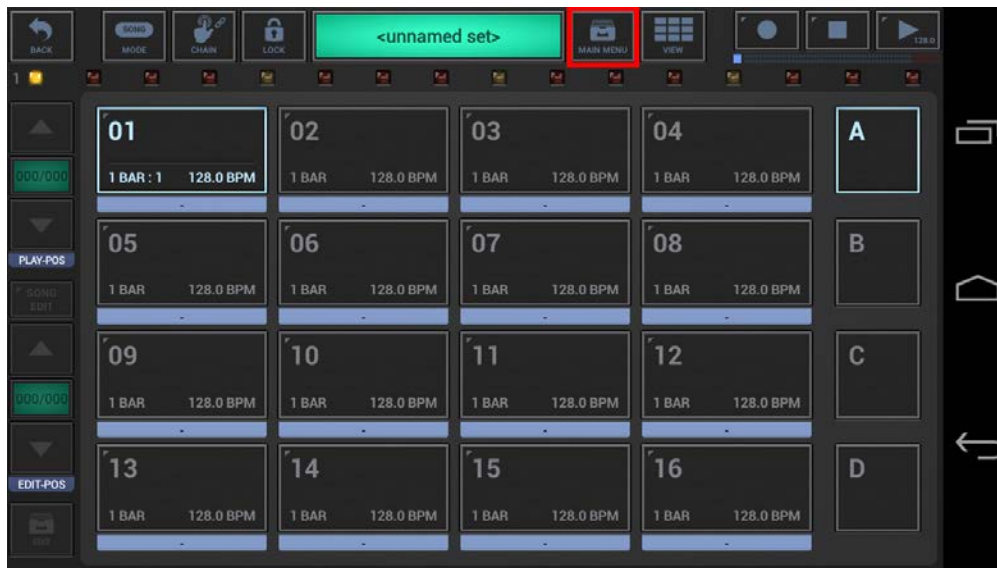 BACK
SONG
MODE
CHAIN
LOCK
<unnamed set>
MAIN MENU
VIEW
128.0
1
01
02
03
04
A
000/000
1 BAR : 1 128.0 BPM
1 BAR 128.0 BPM
1 BAR 128.0 BPM
1 BAR 128.0 BPM
- - - -
05
06
07
08
B
PLAY-POS
1 BAR 128.0 BPM
1 BAR 128.0 BPM
1 BAR 128.0 BPM
1 BAR 128.0 BPM
SONG
EDIT
- - - -
09
10
11
12
C
000/000
1 BAR 128.0 BPM
1 BAR 128.0 BPM
1 BAR 128.0 BPM
1 BAR 128.0 BPM
- - - -
13
14
15
16
D
EDIT-POS
1 BAR 128.0 BPM
1 BAR 128.0 BPM
1 BAR 128.0 BPM
1 BAR 128.0 BPM
- - - -